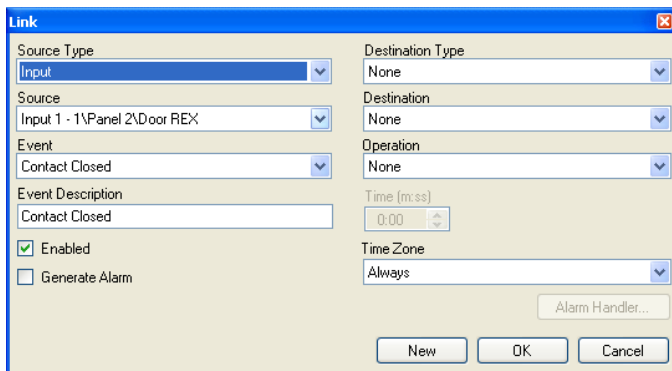 Link
Source Type
Input
Source
Input 1 - 1\Panel 2\Door REX
Event
Contact Closed
Event Description
Contact Closed
Enabled
Generate Alarm
Destination Type
None
Destination
None
Operation
None
Time (m:ss)
0:00
Time Zone
Always
Alarm Handler...
New
OK
Cancel